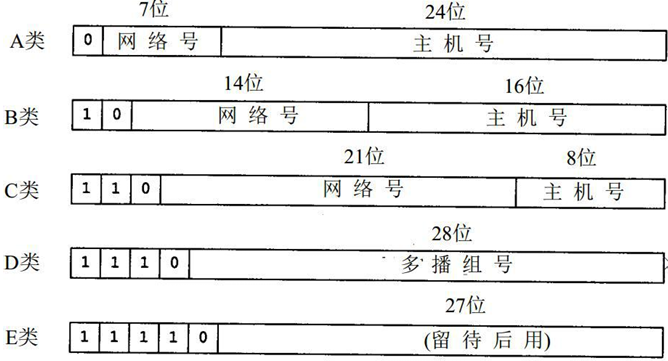 7位 24位
A类 0 网络号 主机号
14位 16位
B类 1 0 网络号 主机号
21位 8位
C类 1 1 0 网络号 主机号
28位
D类 1 1 1 0 多播组号
27位
E类 1 1 1 1 0 (留待后用)